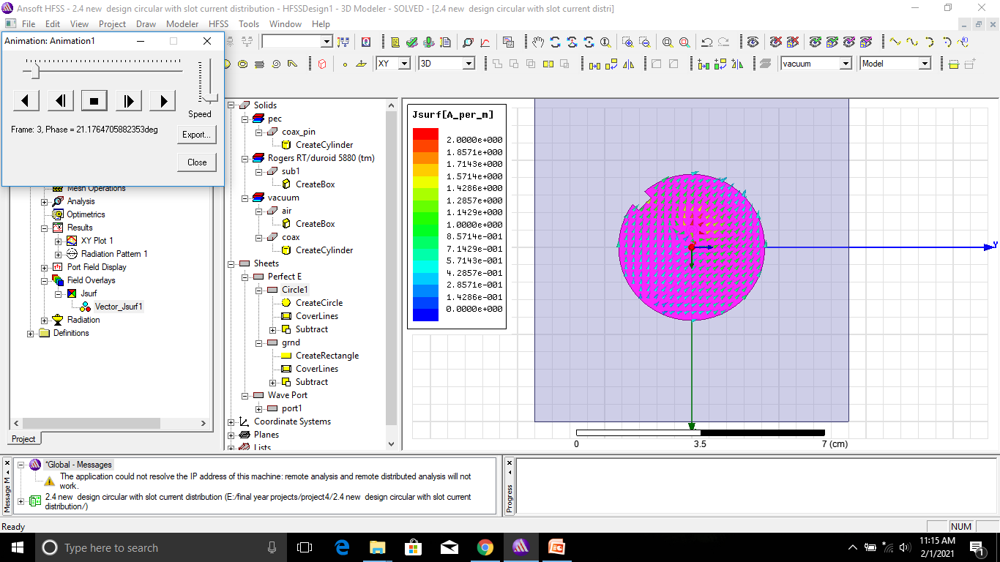 Ansoft HFSS - 2.4 new  design circular with slot current distribution - HFSSDesign1 - 3D Modeler - SOLVED - [2.4 new  design circular with slot current distri]
File Edit View Project Draw Modeler HFSS Tools Window Help
Animation: Animation1
XY 3D vacuum Model
Speed
Frame: 3, Phase = 21.1764705882353deg
Export...
Close
Mesh Operations
Analysis
Optimetrics
Results
XY Plot 1
Radiation Pattern 1
Port Field Display
Field Overlays
Jsurf
Vector_Jsurf1
Radiation
Definitions
Project
Solids
pec
coax_pin
CreateCylinder
Rogers RT/duroid 5880 (tm)
sub1
CreateBox
vacuum
air
CreateBox
coax
CreateCylinder
Sheets
Perfect E
Circle1
CreateCircle
CoverLines
Subtract
grnd
CreateRectangle
CoverLines
Subtract
Wave Port
port1
Coordinate Systems
Planes
Lists
Jsurf[A_per_m]
2.0000e+000
1.8571e+000
1.7143e+000
1.5714e+000
1.4286e+000
1.2857e+000
1.1429e+000
1.0000e+000
8.5714e-001
7.1429e-001
5.7143e-001
4.2857e-001
2.8571e-001
1.4286e-001
0.0000e+000
Y
0 3.5 7 (cm)
Message M
*Global - Messages
The application could not resolve the IP address of this machine: remote analysis and remote distributed analysis will not
work.
2.4 new  design circular with slot current distribution (E:/final year projects/project4/2.4 new  design circular with slot current
distribution/)
Progress
Ready
NUM
Type here to search
11:15 AM
2/1/2021
1